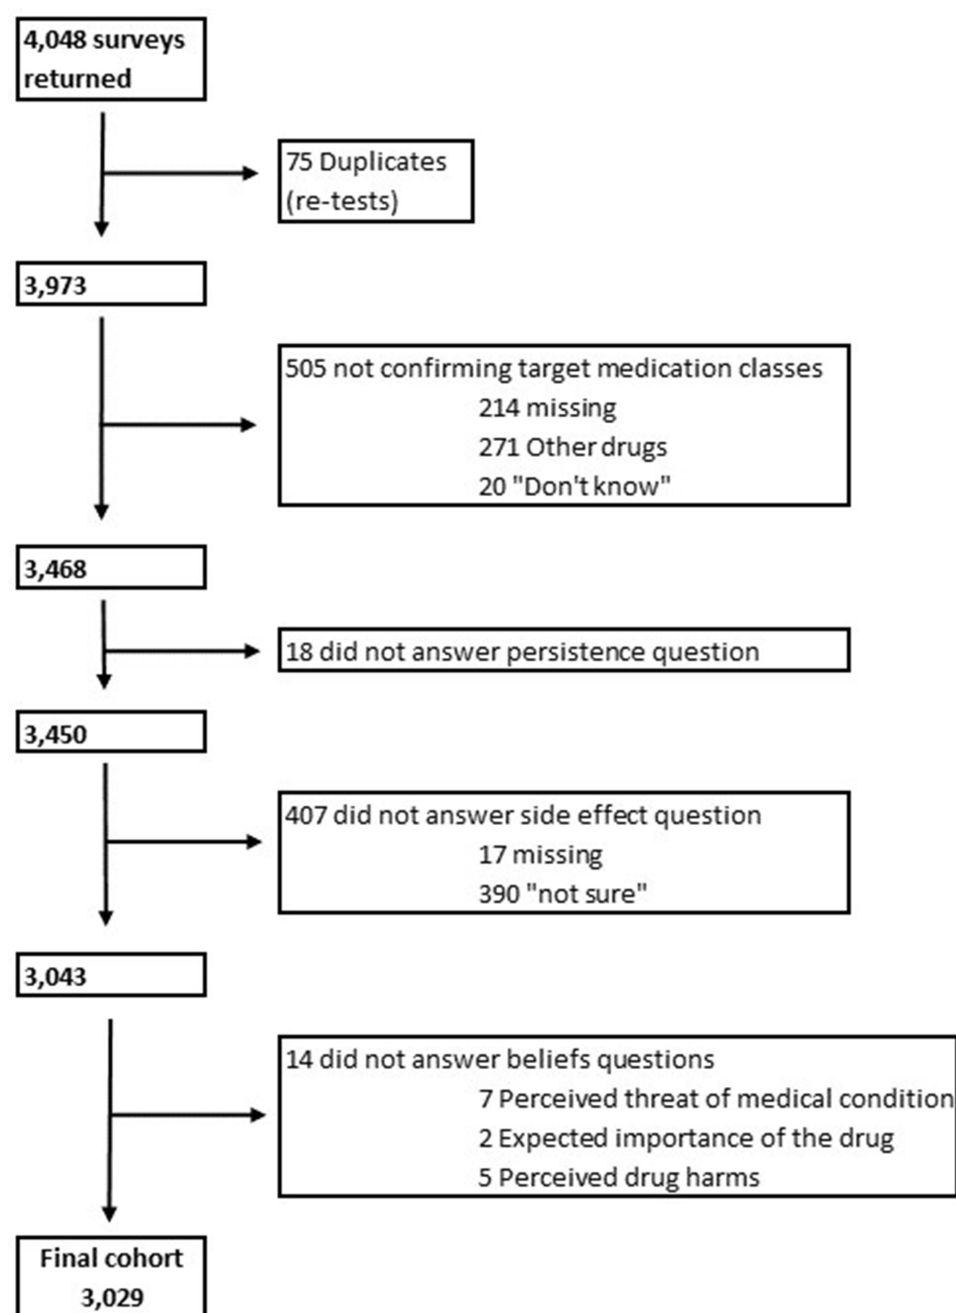 4,048 surveys
returned
75 Duplicates
(re-tests)
3,973
505 not confirming target medication classes
214 missing
271 Other drugs
20 "Don't know"
3,468
18 did not answer persistence question
3,450
407 did not answer side effect question
17 missing
390 "not sure"
3,043
14 did not answer beliefs questions
7 Perceived threat of medical condition
2 Expected importance of the drug
5 Perceived drug harms
Final cohort
3,029